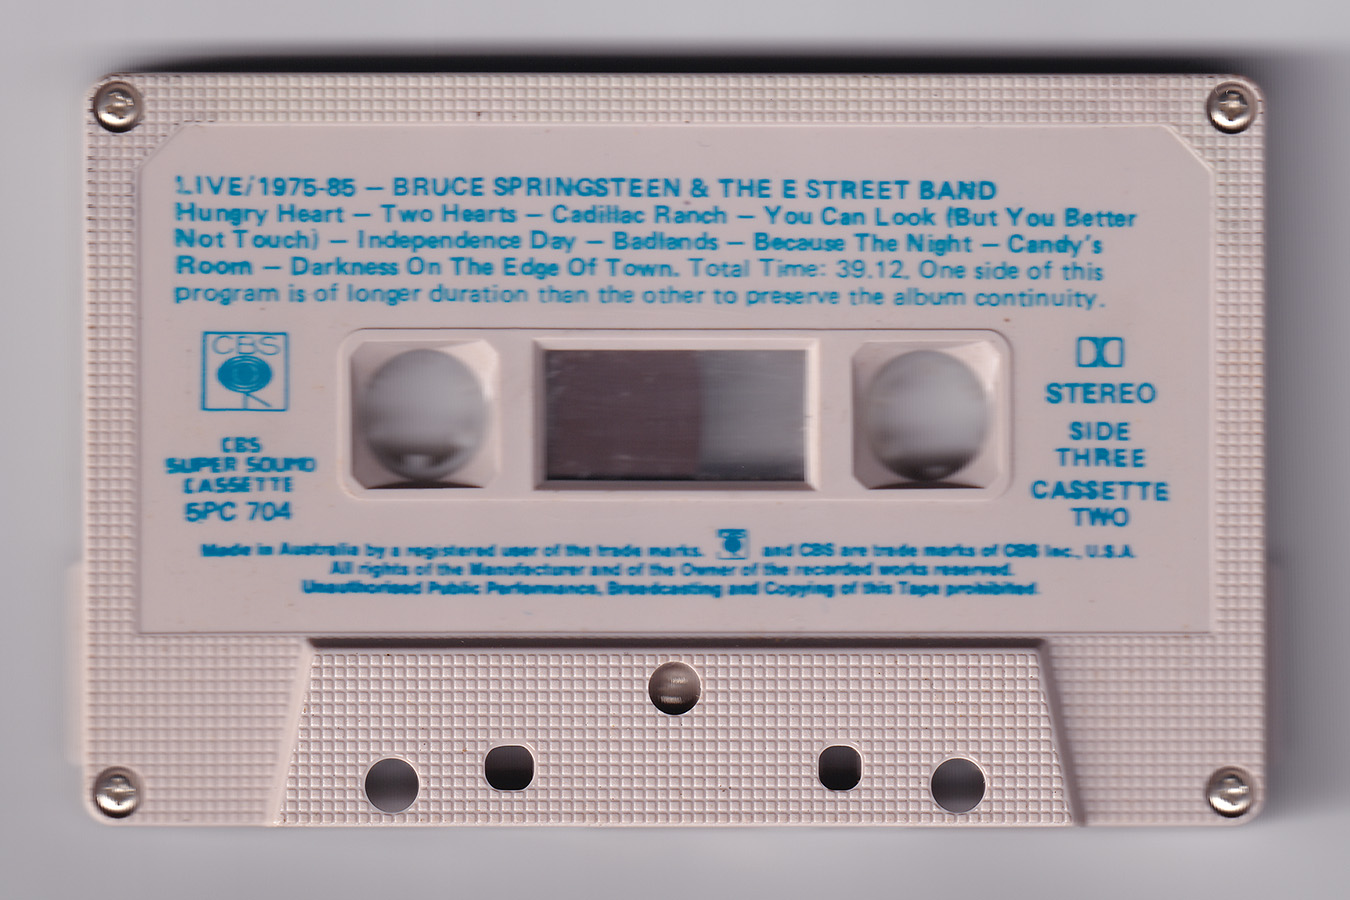 LIVE/1975-85 — BRUCE SPRINGSTEEN & THE E STREET BAND
Hungry Heart — Two Hearts — Cadillac Ranch — You Can Look (But You Better
Not Touch) — Independence Day — Badlands — Because The Night — Candy's
Room — Darkness On The Edge Of Town. Total Time: 39.12. One side of this
program is of longer duration than the other to preserve the album continuity.
CBS
CBS
SUPER SOUND
CASSETTE
5PC 704
STEREO
SIDE
THREE
CASSETTE
TWO
Made in Australia by a registered user of the trade marks. and CBS are trade marks of CBS Inc., U.S.A.
All rights of the Manufacturer and of the Owner of the recorded works reserved.
Unauthorised Public Performance, Broadcasting and Copying of this Tape prohibited.